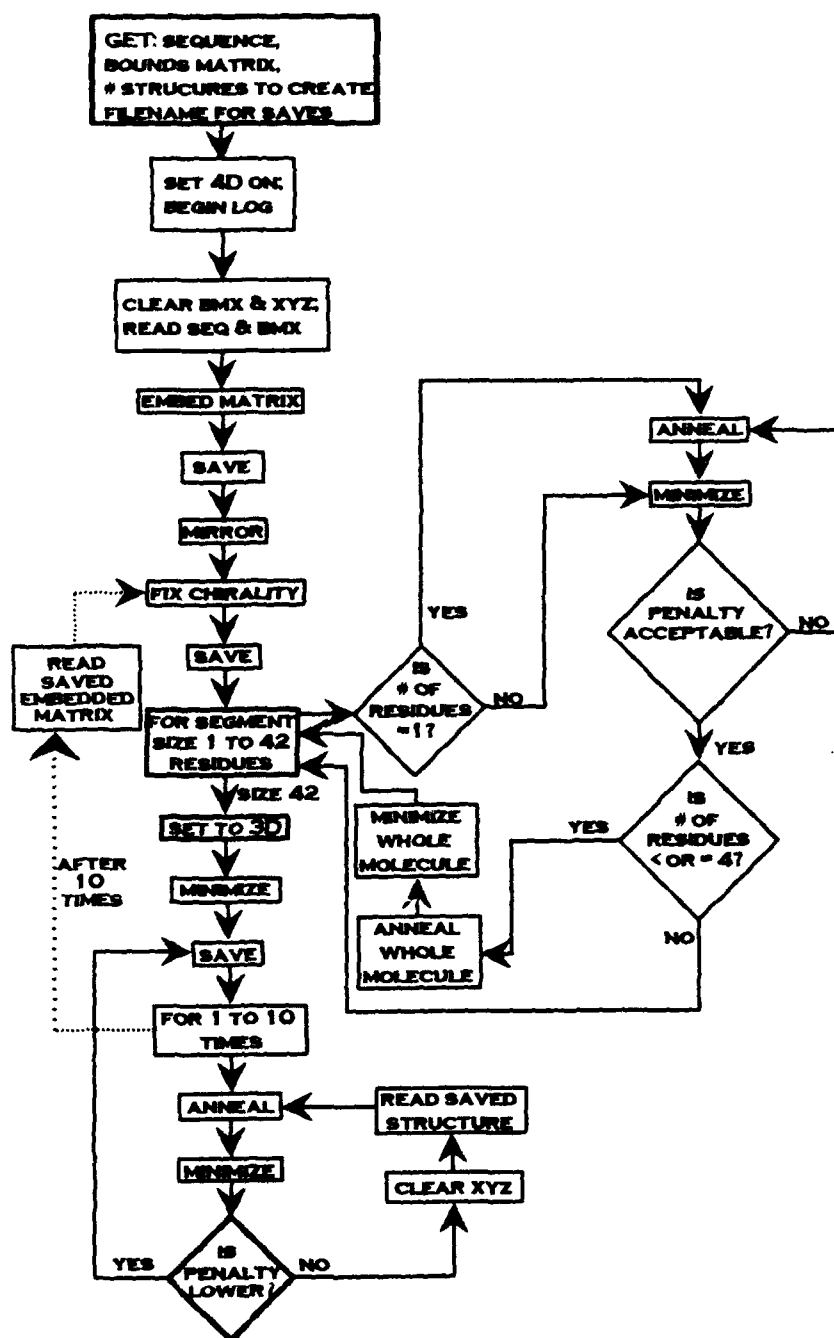 GET: SEQUENCE,
BOUNDS MATRIX,
# STRUCURES TO CREATE
FILENAME FOR SAVES
SET 4D ON;
BEGIN LOG
CLEAR BMX & XYZ;
READ SEQ & BMX
EMBED MATRIX
SAVE
MIRROR
FIX CHIRALITY
SAVE
READ
SAVED
EMBEDDED
MATRIX
FOR SEGMENT
SIZE 1 TO 42
RESIDUES
SIZE 42
SET TO 3D
MINIMIZE
SAVE
AFTER
10
TIMES
FOR 1 TO 10
TIMES
ANNEAL
MINIMIZE
IS
PENALTY
LOWER?
YES
NO
CLEAR XYZ
READ SAVED
STRUCTURE
IS
# OF
RESIDUES
=1?
YES
NO
ANNEAL
MINIMIZE
IS
PENALTY
ACCEPTABLE?
NO
YES
IS
# OF
RESIDUES
< OR = 4?
YES
NO
MINIMIZE
WHOLE
MOLECULE
ANNEAL
WHOLE
MOLECULE